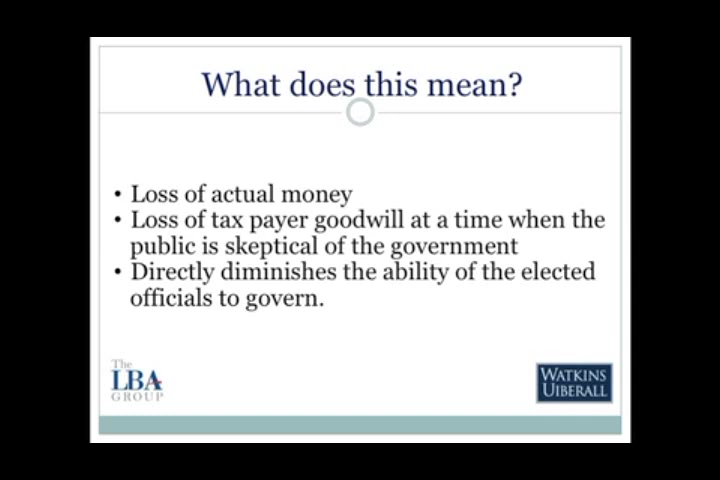 What does this mean?
• Loss of actual money
• Loss of tax payer goodwill at a time when the
public is skeptical of the government
• Directly diminishes the ability of the elected
officials to govern.
The
LBA
GROUP
WATKINS
UIBERALL